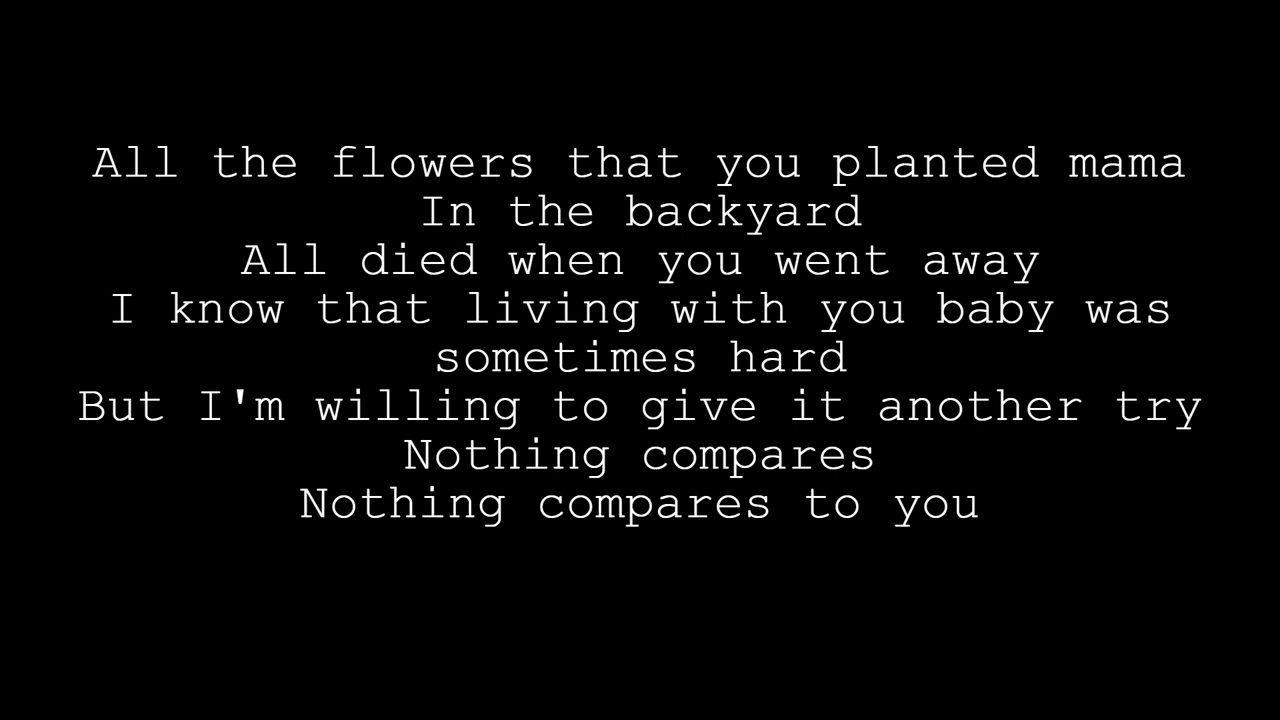 All the flowers that you planted mama
In the backyard
All died when you went away
I know that living with you baby was
sometimes hard
But I'm willing to give it another try
Nothing compares
Nothing compares to you